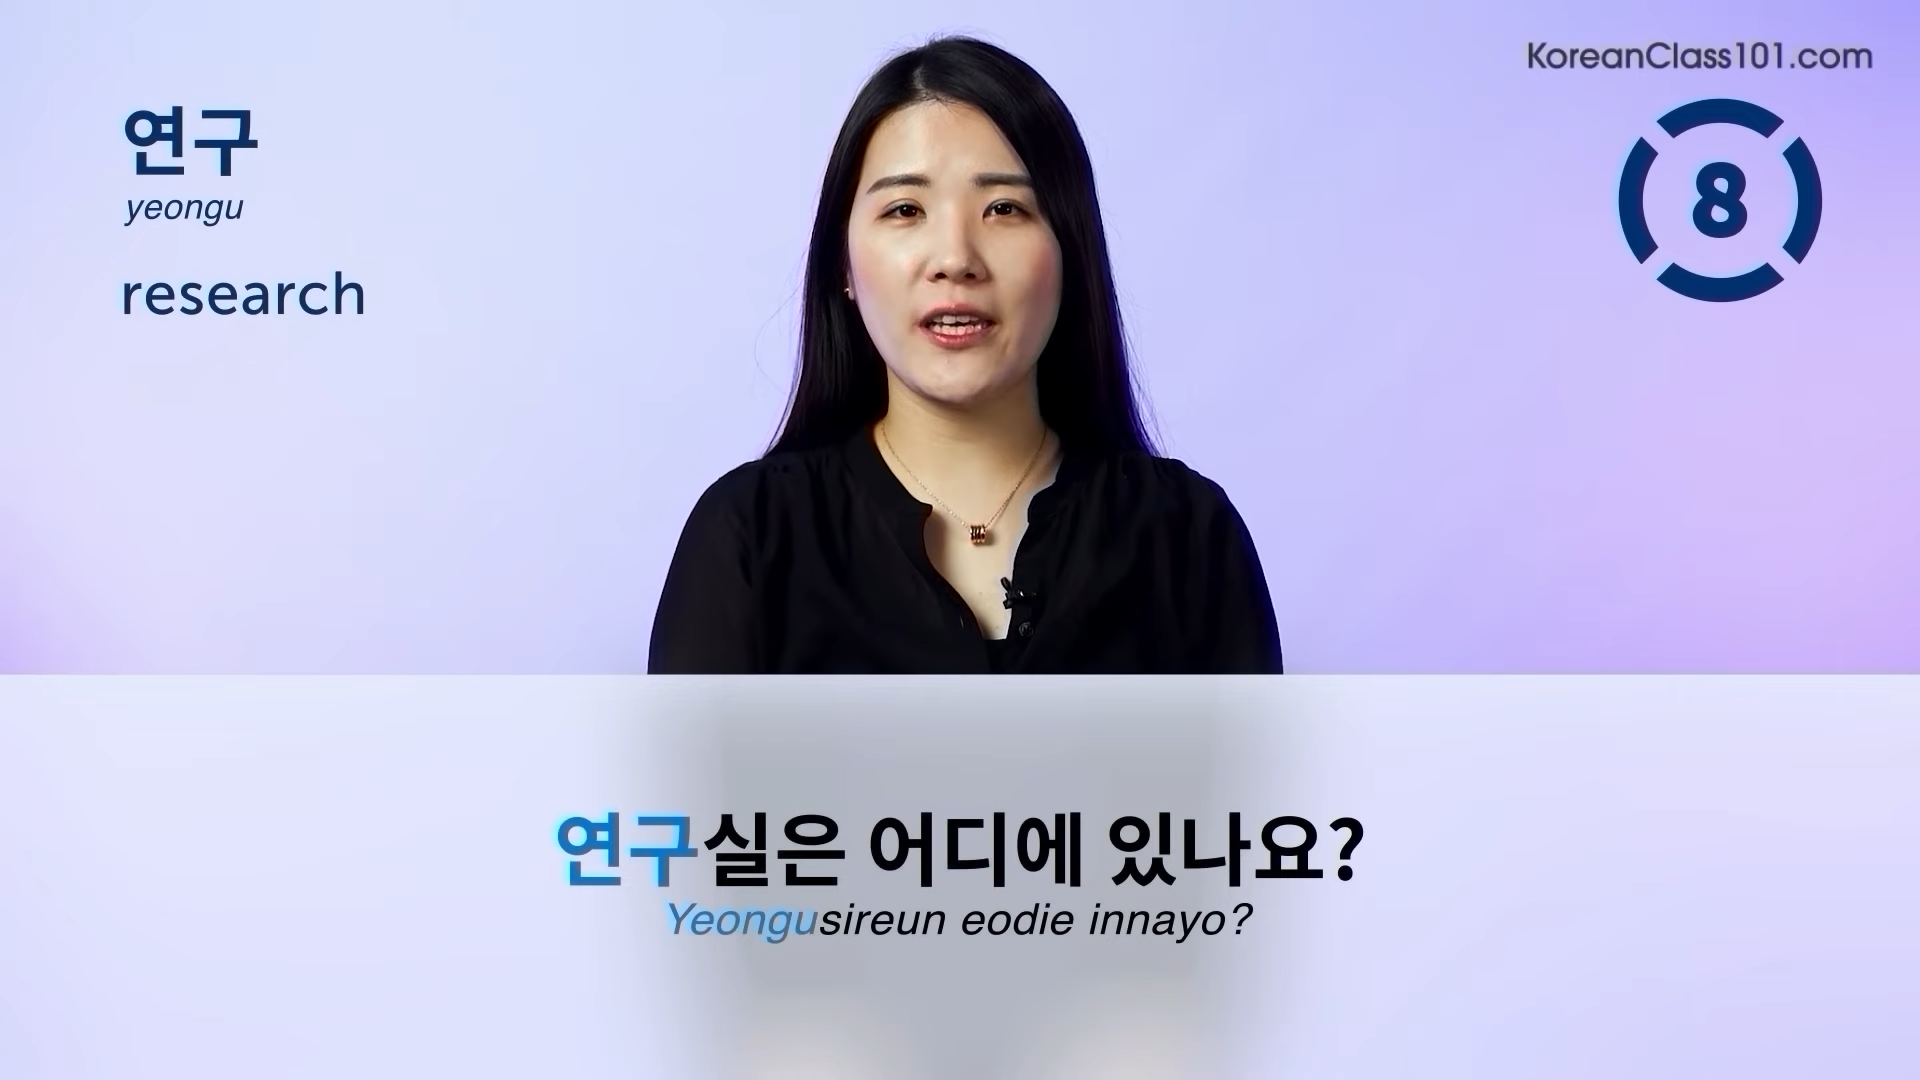 KoreanClass101.com
연구
yeongu
research
8
연구실은 어디에 있나요?
Yeongusireun eodie innayo?